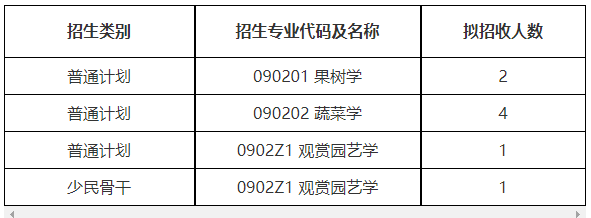 招生类别 招生专业代码及名称 拟招收人数
普通计划 090201 果树学 2
普通计划 090202 蔬菜学 4
普通计划 0902Z1 观赏园艺学 1
少民骨干 0902Z1 观赏园艺学 1